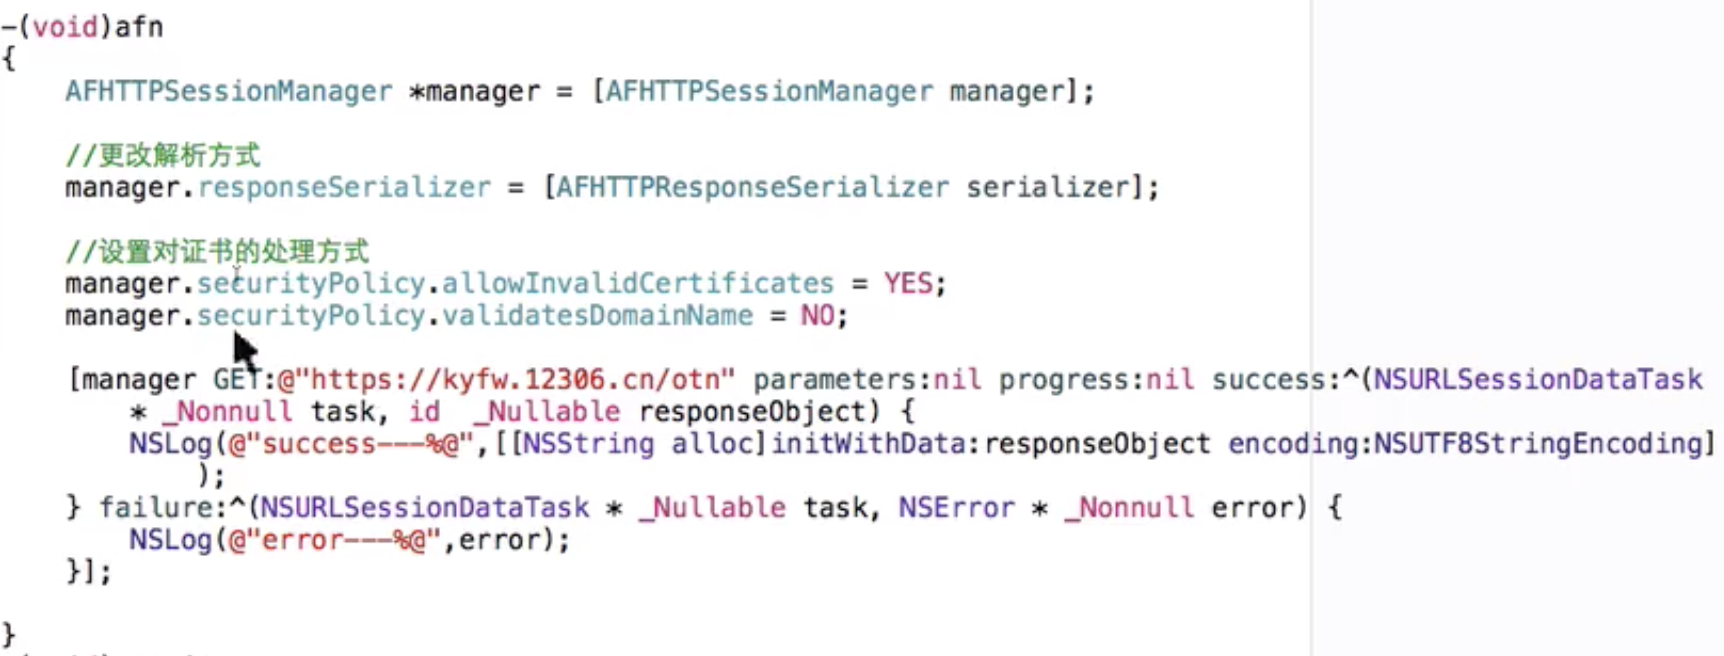 -(void)afn
{
AFHTTPSessionManager *manager = [AFHTTPSessionManager manager];
//更改解析方式
manager.responseSerializer = [AFHTTPResponseSerializer serializer];
//设置对证书的处理方式
manager.securityPolicy.allowInvalidCertificates = YES;
manager.securityPolicy.validatesDomainName = NO;
[manager GET:@"https://kyfw.12306.cn/otn" parameters:nil progress:nil success:^(NSURLSessionDataTask
* _Nonnull task, id  _Nullable responseObject) {
NSLog(@"success---%@",[[NSString alloc]initWithData:responseObject encoding:NSUTF8StringEncoding]
);
} failure:^(NSURLSessionDataTask * _Nullable task, NSError * _Nonnull error) {
NSLog(@"error---%@",error);
}];
}